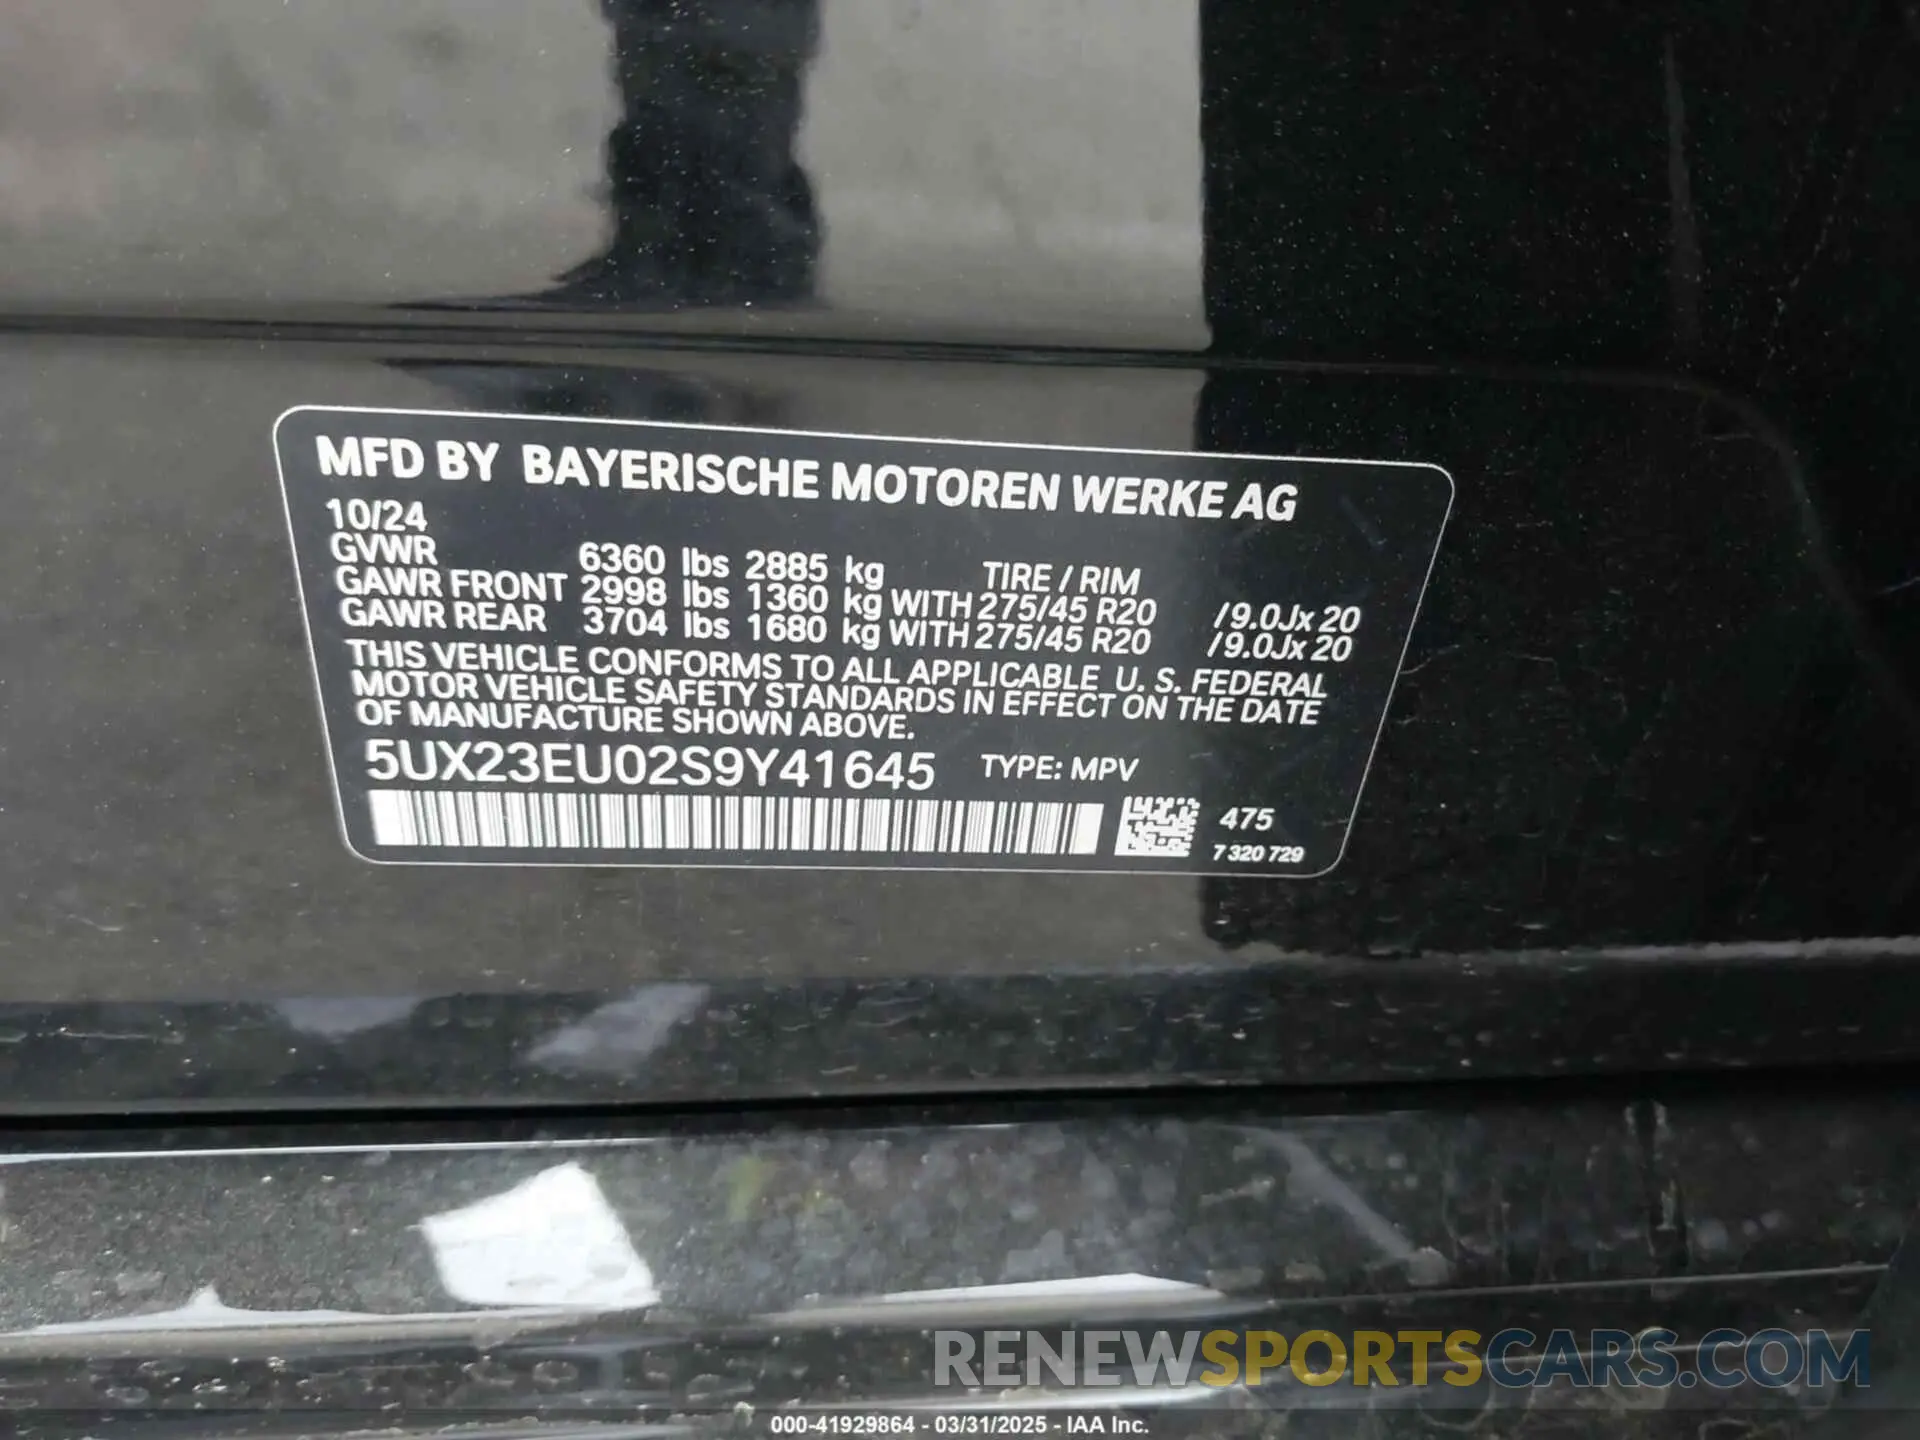 MFD BY BAYERISCHE MOTOREN WERKE AG
10/24
GVWR 6360 lbs 2885 kg TIRE / RIM
GAWR FRONT 2998 lbs 1360 kg WITH 275/45 R20 /9.0Jx 20
GAWR REAR 3704 lbs 1680 kg WITH 275/45 R20 /9.0Jx 20
THIS VEHICLE CONFORMS TO ALL APPLICABLE U. S. FEDERAL
MOTOR VEHICLE SAFETY STANDARDS IN EFFECT ON THE DATE
OF MANUFACTURE SHOWN ABOVE.
5UX23EU02S9Y41645 TYPE: MPV
475
7 320 729
RENEWSPORTSCARS.COM
000-41929864 - 03/31/2025 - IAA Inc.